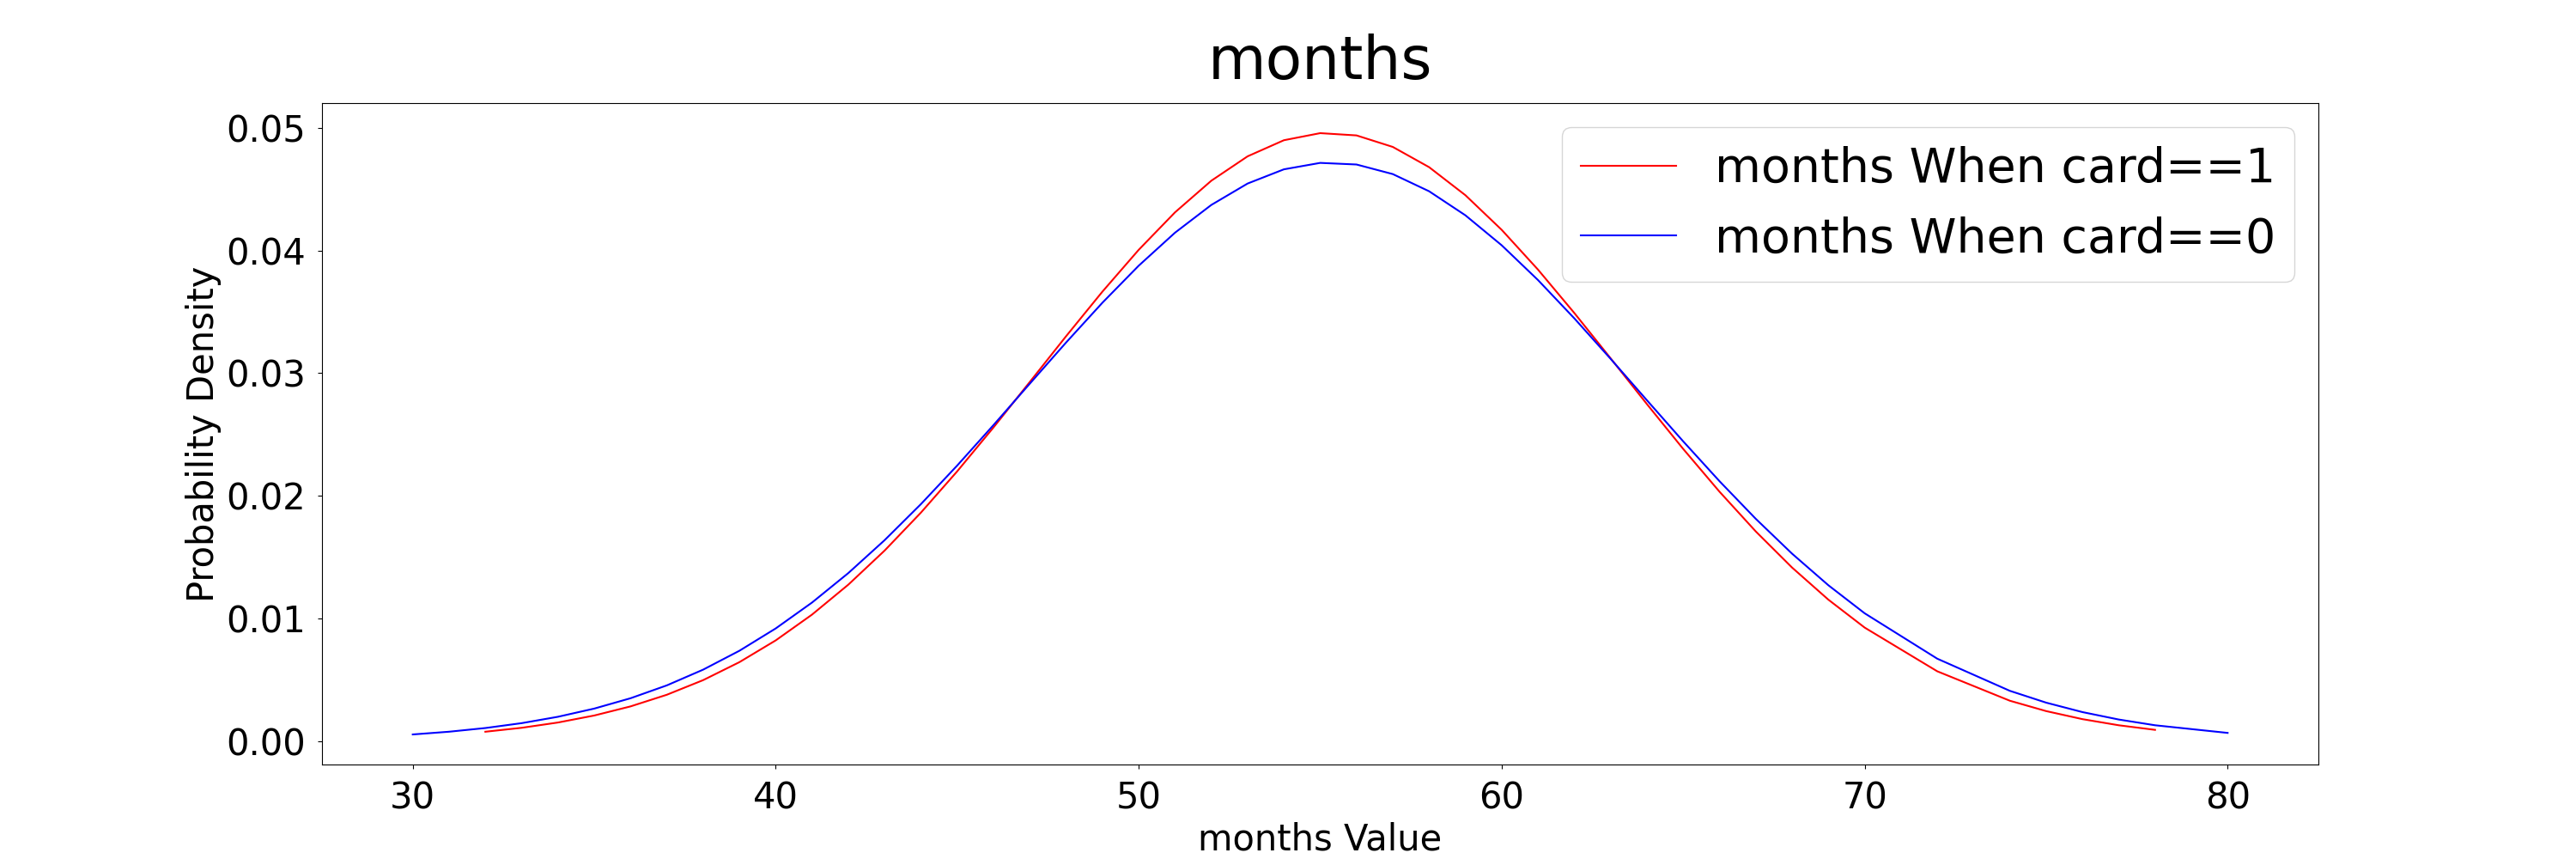 months
months When card==1
months When card==0
Probability Density
0.05
0.04
0.03
0.02
0.01
0.00
30 40 50 60 70 80
months Value